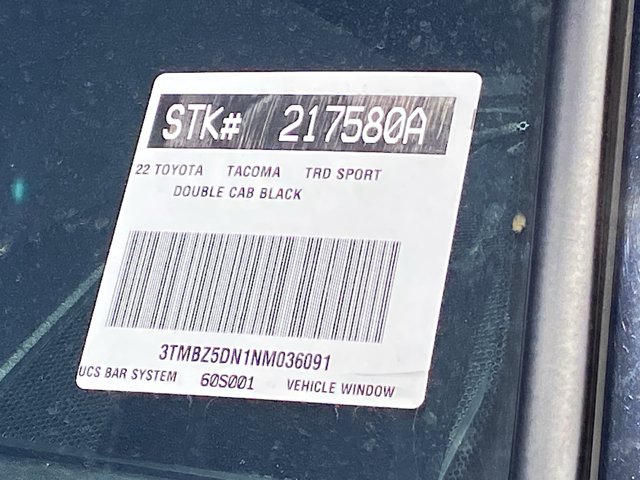 STK# 217580A
22 TOYOTA TACOMA TRD SPORT
DOUBLE CAB BLACK
3TMBZ5DN1NM036091
UCS BAR SYSTEM 60S001 VEHICLE WINDOW